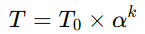 T = T₀ × αᵏ